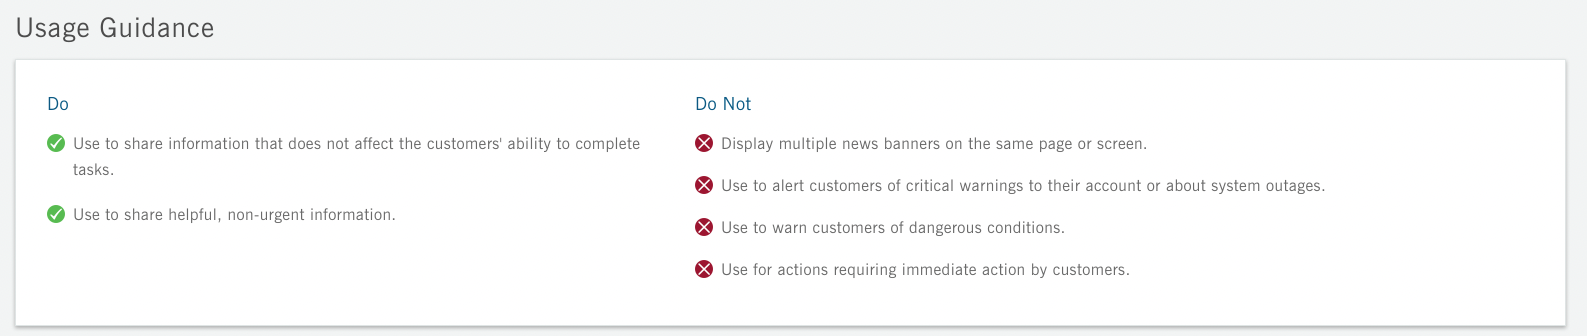 Usage Guidance
Do
Use to share information that does not affect the customers' ability to complete
tasks.
Use to share helpful, non-urgent information.
Do Not
Display multiple news banners on the same page or screen.
Use to alert customers of critical warnings to their account or about system outages.
Use to warn customers of dangerous conditions.
Use for actions requiring immediate action by customers.